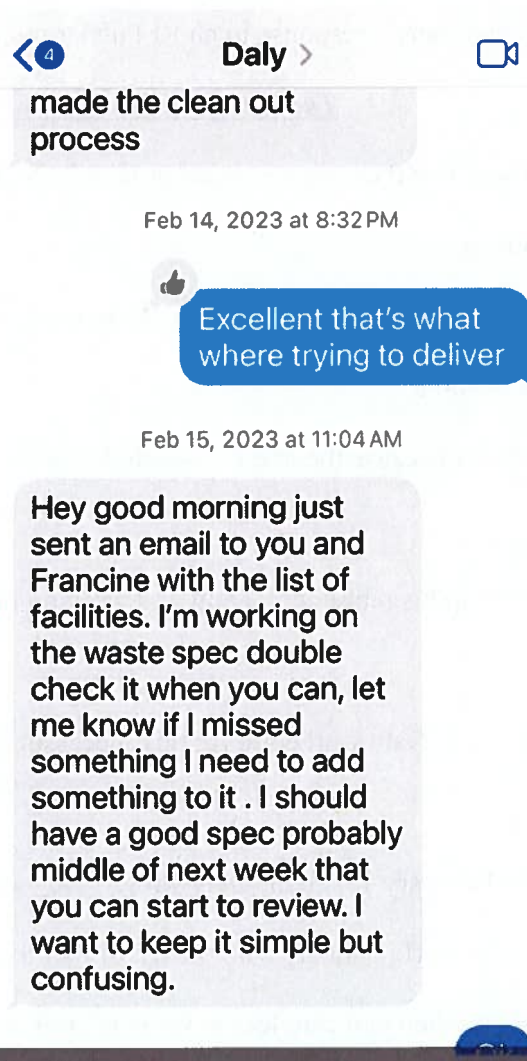 4
Daly
made the clean out
process
Feb 14, 2023 at 8:32 PM
Excellent that's what
where trying to deliver
Feb 15, 2023 at 11:04 AM
Hey good morning just
sent an email to you and
Francine with the list of
facilities. I'm working on
the waste spec double
check it when you can, let
me know if I missed
something I need to add
something to it . I should
have a good spec probably
middle of next week that
you can start to review. I
want to keep it simple but
confusing.